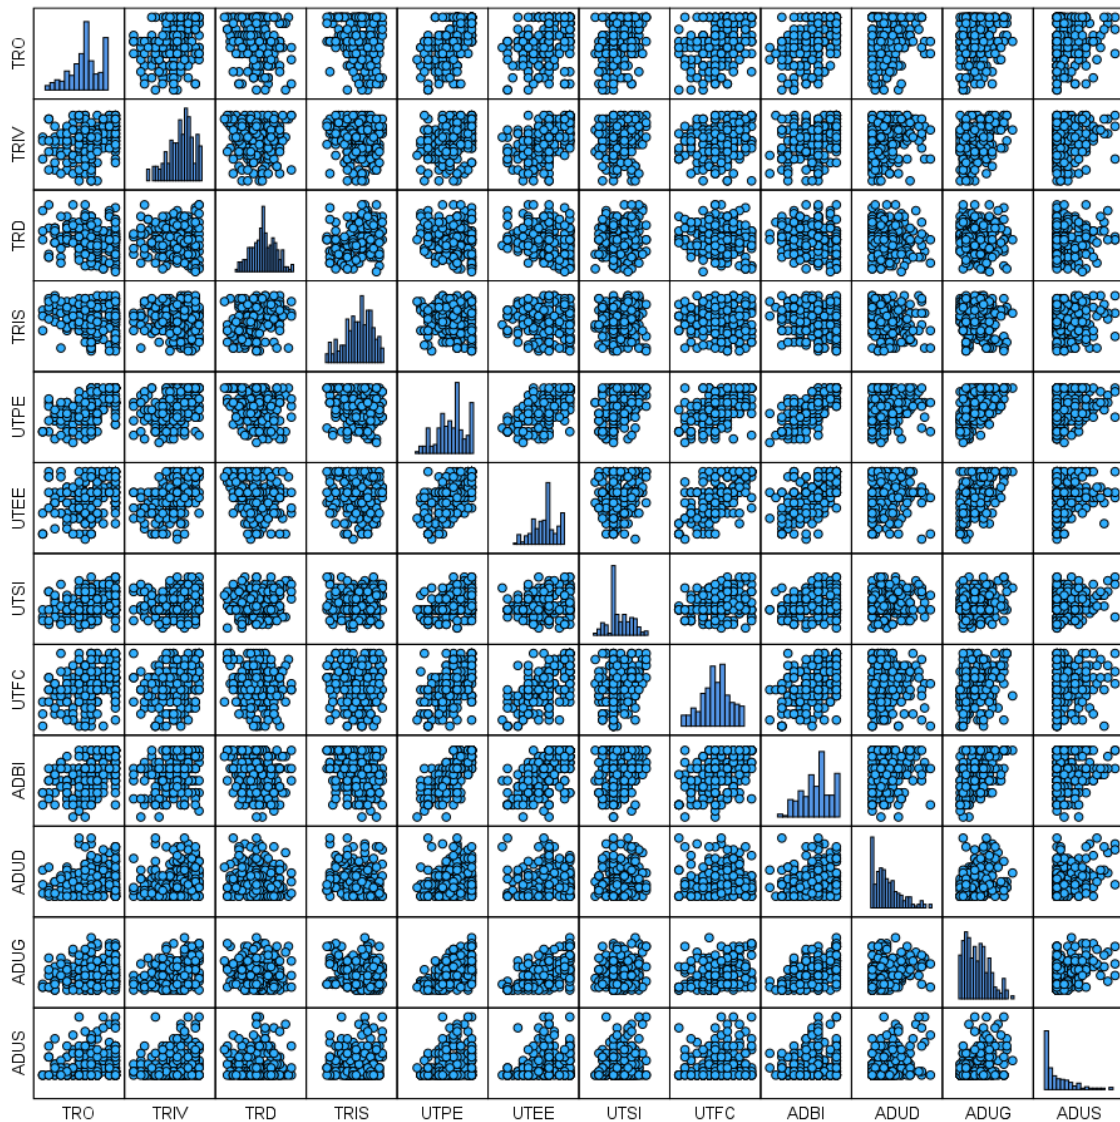 TRO
TRIV
TRD
TRIS
UTPE
UTEE
UTSI
UTFC
ADBI
ADUD
ADUG
ADUS
TRO TRIV TRD TRIS UTPE UTEE UTSI UTFC ADBI ADUD ADUG ADUS